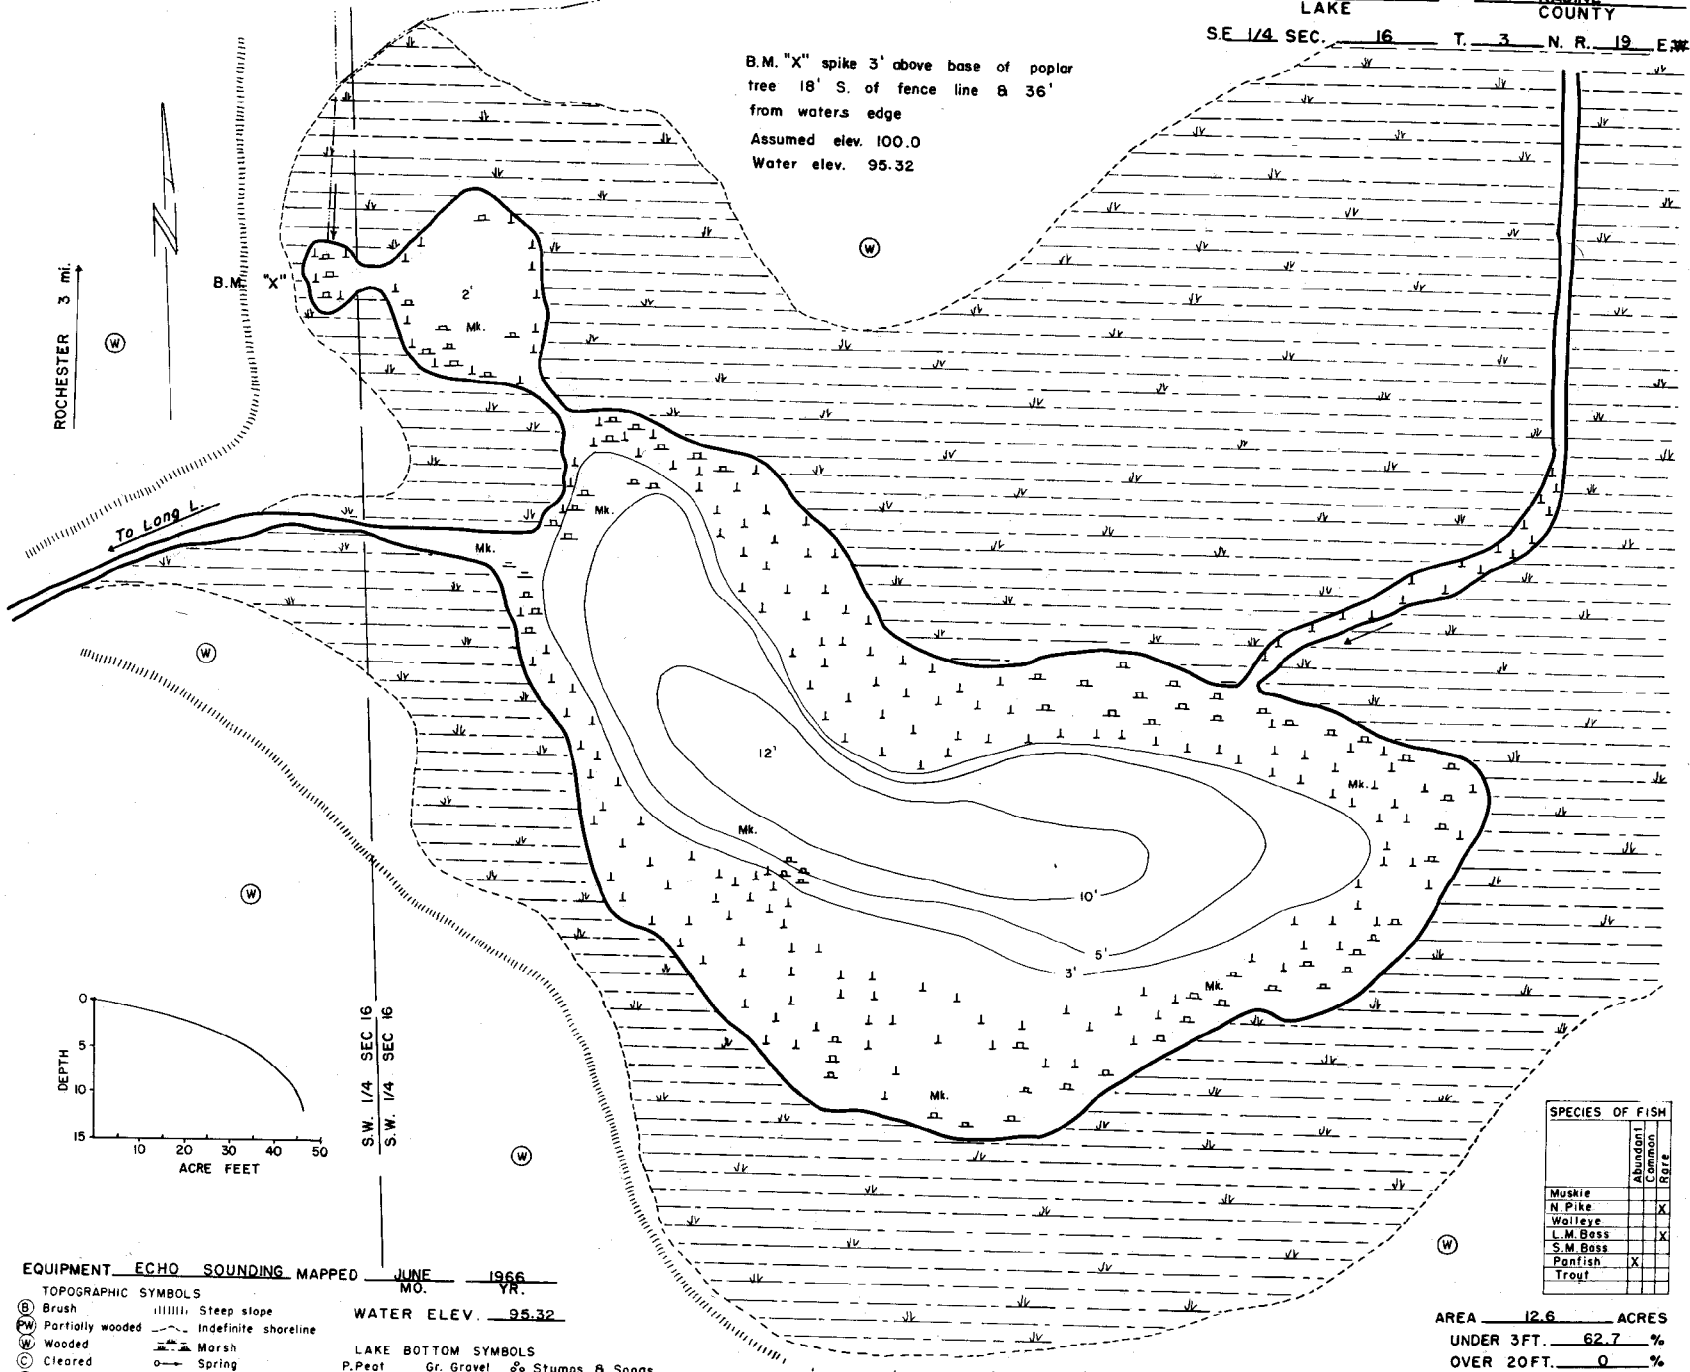 LAKE
COUNTY
S.E 1/4 SEC. 16 T. 3 N. R. 19 E.W
B.M. "X" spike 3' above base of poplar
tree 18' S. of fence line & 36'
from waters edge
Assumed elev. 100.0
Water elev. 95.32
N
ROCHESTER 3 mi.
W
W
B.M. "X"
2'
Mk.
To Long L.
Mk.
Mk.
W
12'
Mk.
Mk.
W
10'
5'
3'
Mk.
Mk.
0
5
10
15
DEPTH
10 20 30 40 50
ACRE FEET
S.W. 1/4 SEC 16
S.W. 1/4 SEC 16
W
W
SPECIES OF FISH
Abundant
Common
Rare
Muskie
N. Pike X
Walleye
L.M. Bass X
S.M. Bass
Panfish X
Trout
EQUIPMENT ECHO SOUNDING MAPPED JUNE 1966
MO. YR.
TOPOGRAPHIC SYMBOLS
B Brush
PW Partially wooded
W Wooded
C Cleared
Steep slope
Indefinite shoreline
Marsh
Spring
WATER ELEV. 95.32
LAKE BOTTOM SYMBOLS
P. Peat Gr. Gravel Stumps & Snags
AREA 12.6 ACRES
UNDER 3 FT. 62.7 %
OVER 20 FT. 0 %